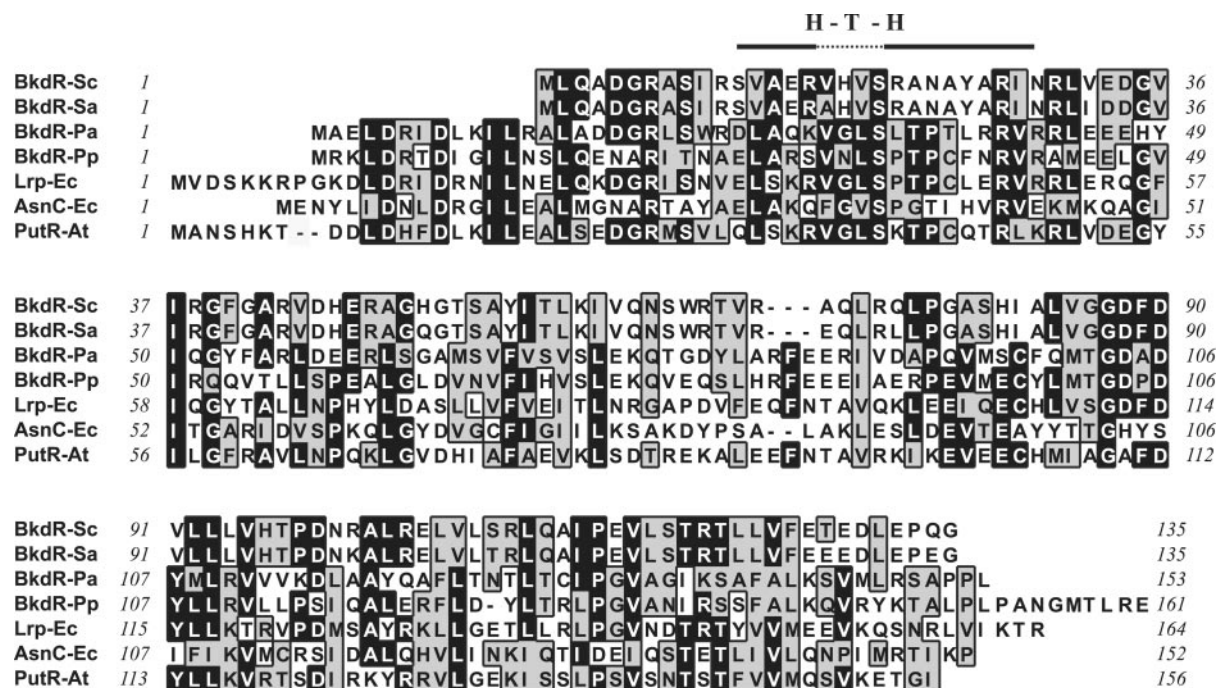 H - T - H
BkdR-Sc 1 MLQADGRASIRSVAERVHVSRANAYARINRLVEDGV 36
BkdR-Sa 1 MLQADGRASIRSVAERAHVSRANAYARINRLIDDGV 36
BkdR-Pa 1 MAELDRIDLKILRALADDGRLSWRDLAQKVGLSLTPTLRRVRRLEEEHY 49
BkdR-Pp 1 MRKLDRTDIGILNSLQENARITNAELARSVNLSPTPCFNRVRAMEELGV 49
Lrp-Ec 1 MVDSKKRPGKDLDRIDRNILNELQKDGRISNVELSKRVGLSPTPCLERVRRLERQGF 57
AsnC-Ec 1 MENYLIDNLDRGILEALMGNARTAYAELAKQFGVSPGTIHVRVEKMKQAGI 51
PutR-At 1 MANSHKT--DDLDHFDLKILEALSEDGRMSVLQLSKRVGLSKTPCQTRLKRLVDEGY 55
BkdR-Sc 37 IRGFGARVDHERAGHGTSAYITLKIVQNSWRTVR---AQLRQLPGASHIALVGGDFD 90
BkdR-Sa 37 IRGFGARVDHERAGQGTSAYITLKIVQNSWRTVR---EQLRLLPGASHIALVGGDFD 90
BkdR-Pa 50 IQGYFARLDEERLSGAMSVFVSVSLEKQTGDYLARFEERIVDAPQVMSCFQMTGDAD 106
BkdR-Pp 50 IRQQVTLLSPEALGLDVNVFIHVSLEKQVEQSLHRFEEEIAERPEVMECYLMTGDPD 106
Lrp-Ec 58 IQGYTALLNPHYLDASLLVFVEITLNRGAPDVFEQFNTAVQKLEEIQECHLVSGDFD 114
AsnC-Ec 52 ITGARIDVSPKQLGYDVGCFIGIILKSAKDYPSA--LAKLESLDEVTEAYYTTGHYS 106
PutR-At 56 ILGFRAVLNPQKLGVDHIAFAEVKLSDTREKALEEFNTAVRKIKEVEECHMIAGAFD 112
BkdR-Sc 91 VLLLVHTPDNRALRELVLSRLQAIPEVLSTRTLLVFETEDLEPQG 135
BkdR-Sa 91 VLLLVHTPDNKALRELVLTRLQAIPEVLSTRTLLVFEEEDLEPEG 135
BkdR-Pa 107 YMLRVVVKDLAAYQAFLTNTLTCIPGVAGIKSAFALKSVMLRSAPPL 153
BkdR-Pp 107 YLLRVLLPSIQALERFLD-YLTRLPGVANIRSSFALKQVRYKTALPLPANGMTLRE 161
Lrp-Ec 115 YLLKTRVPDMSAYRKLLGETLLRLPGVNDTRTYVVMEEVKQSNRLVIKTR 164
AsnC-Ec 107 IFIKVMCRSIDALQHVLINKIQTIDEIQSTETLIVLQNPIMRTIKP 152
PutR-At 113 YLLKVRTSDIRKYRRVLGEKISSLPSVSNTSTFVVMQSVKETGI 156